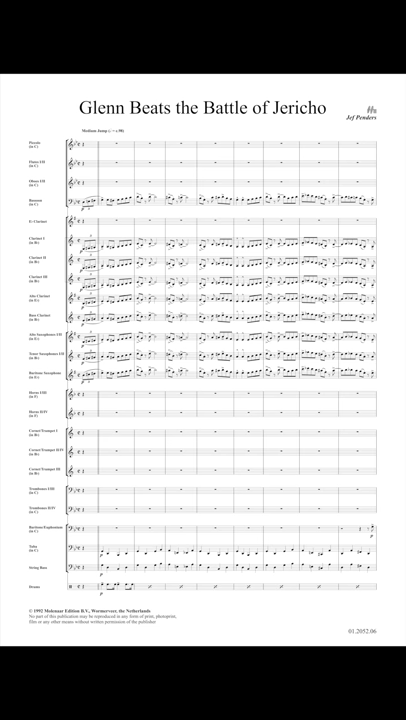 Glenn Beats the Battle of Jericho
Jef Penders
Medium Jump
Piccolo
(in C)
Flutes I/II
(in C)
Oboes I/II
(in C)
Bassoon
(in C)
E♭ Clarinet
Clarinet I
(in B♭)
Clarinet II
(in B♭)
Clarinet III
(in B♭)
Alto Clarinet
(in E♭)
Bass Clarinet
(in B♭)
Alto Saxophones I/II
(in E♭)
Tenor Saxophones I/II
(in B♭)
Baritone Saxophone
(in E♭)
Horns I/III
(in F)
Horns II/IV
(in F)
Cornet/Trumpet I
(in B♭)
Cornet/Trumpet II
(in B♭)
Cornet/Trumpet III
(in B♭)
Trombones I/III
(in C)
Trombones II/IV
(in C)
Baritone/Euphonium
(in C)
Tuba
(in C)
String Bass
Drums
© 1992 Molenaar Edition B.V., Wormerveer, the Netherlands
No part of this publication may be reproduced in any form of print, photoprint,
film or any other means without written permission of the publisher
01.2052.06